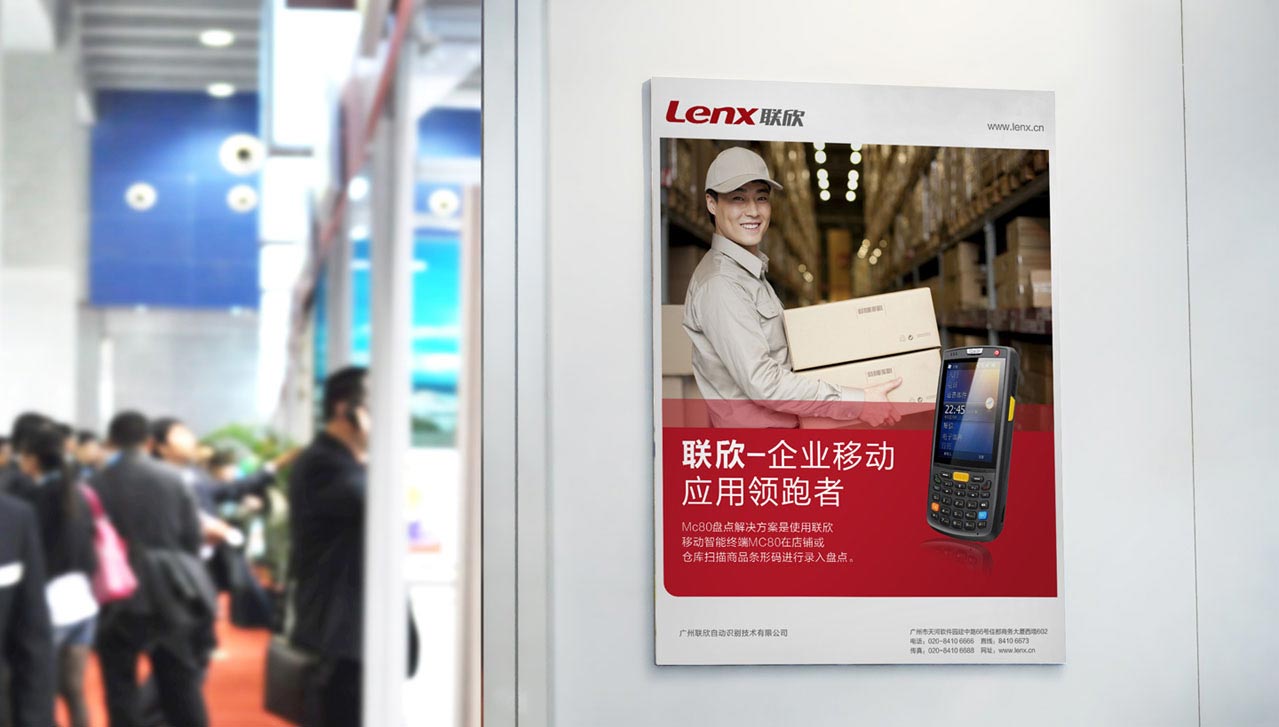 Lenx联欣
www.lenx.cn
22:45
联欣-企业移动
应用领跑者
Mc80盘点解决方案是使用联欣
移动智能终端MC80在店铺或
仓库扫描商品条形码进行录入盘点。
广州联欣自动识别技术有限公司
广州市天河软件园建中路66号佳都商务大厦西塔602
电话：020-8410 6666 热线：8410 6673
传真：020-8410 6688 网址：www.lenx.cn